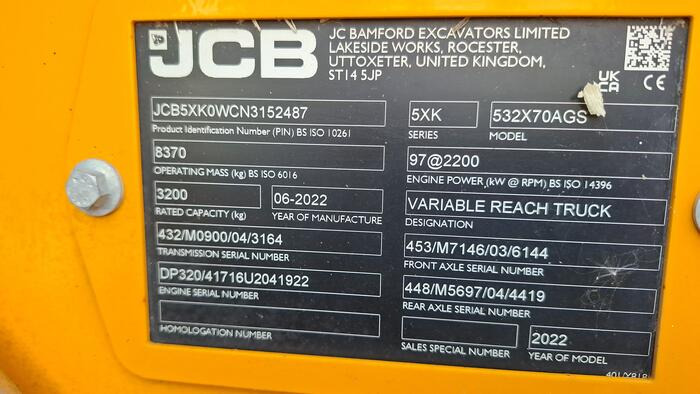 JCB
JC BAMFORD EXCAVATORS LIMITED
LAKESIDE WORKS, ROCESTER,
UTTOXETER, UNITED KINGDOM,
ST14 5JP
UK
CA CE
JCB5XK0WCN3152487
Product Identification Number (PIN) BS ISO 10261
5XK
SERIES
532X70AGS
MODEL
8370
OPERATING MASS (kg) BS ISO 6016
97@2200
ENGINE POWER (kW @ RPM) BS ISO 14396
3200
RATED CAPACITY (kg)
06-2022
YEAR OF MANUFACTURE
VARIABLE REACH TRUCK
DESIGNATION
432/M0900/04/3164
TRANSMISSION SERIAL NUMBER
453/M7146/03/6144
FRONT AXLE SERIAL NUMBER
DP320/41716U2041922
ENGINE SERIAL NUMBER
448/M5697/04/4419
REAR AXLE SERIAL NUMBER
HOMOLOGATION NUMBER
SALES SPECIAL NUMBER
2022
YEAR OF MODEL